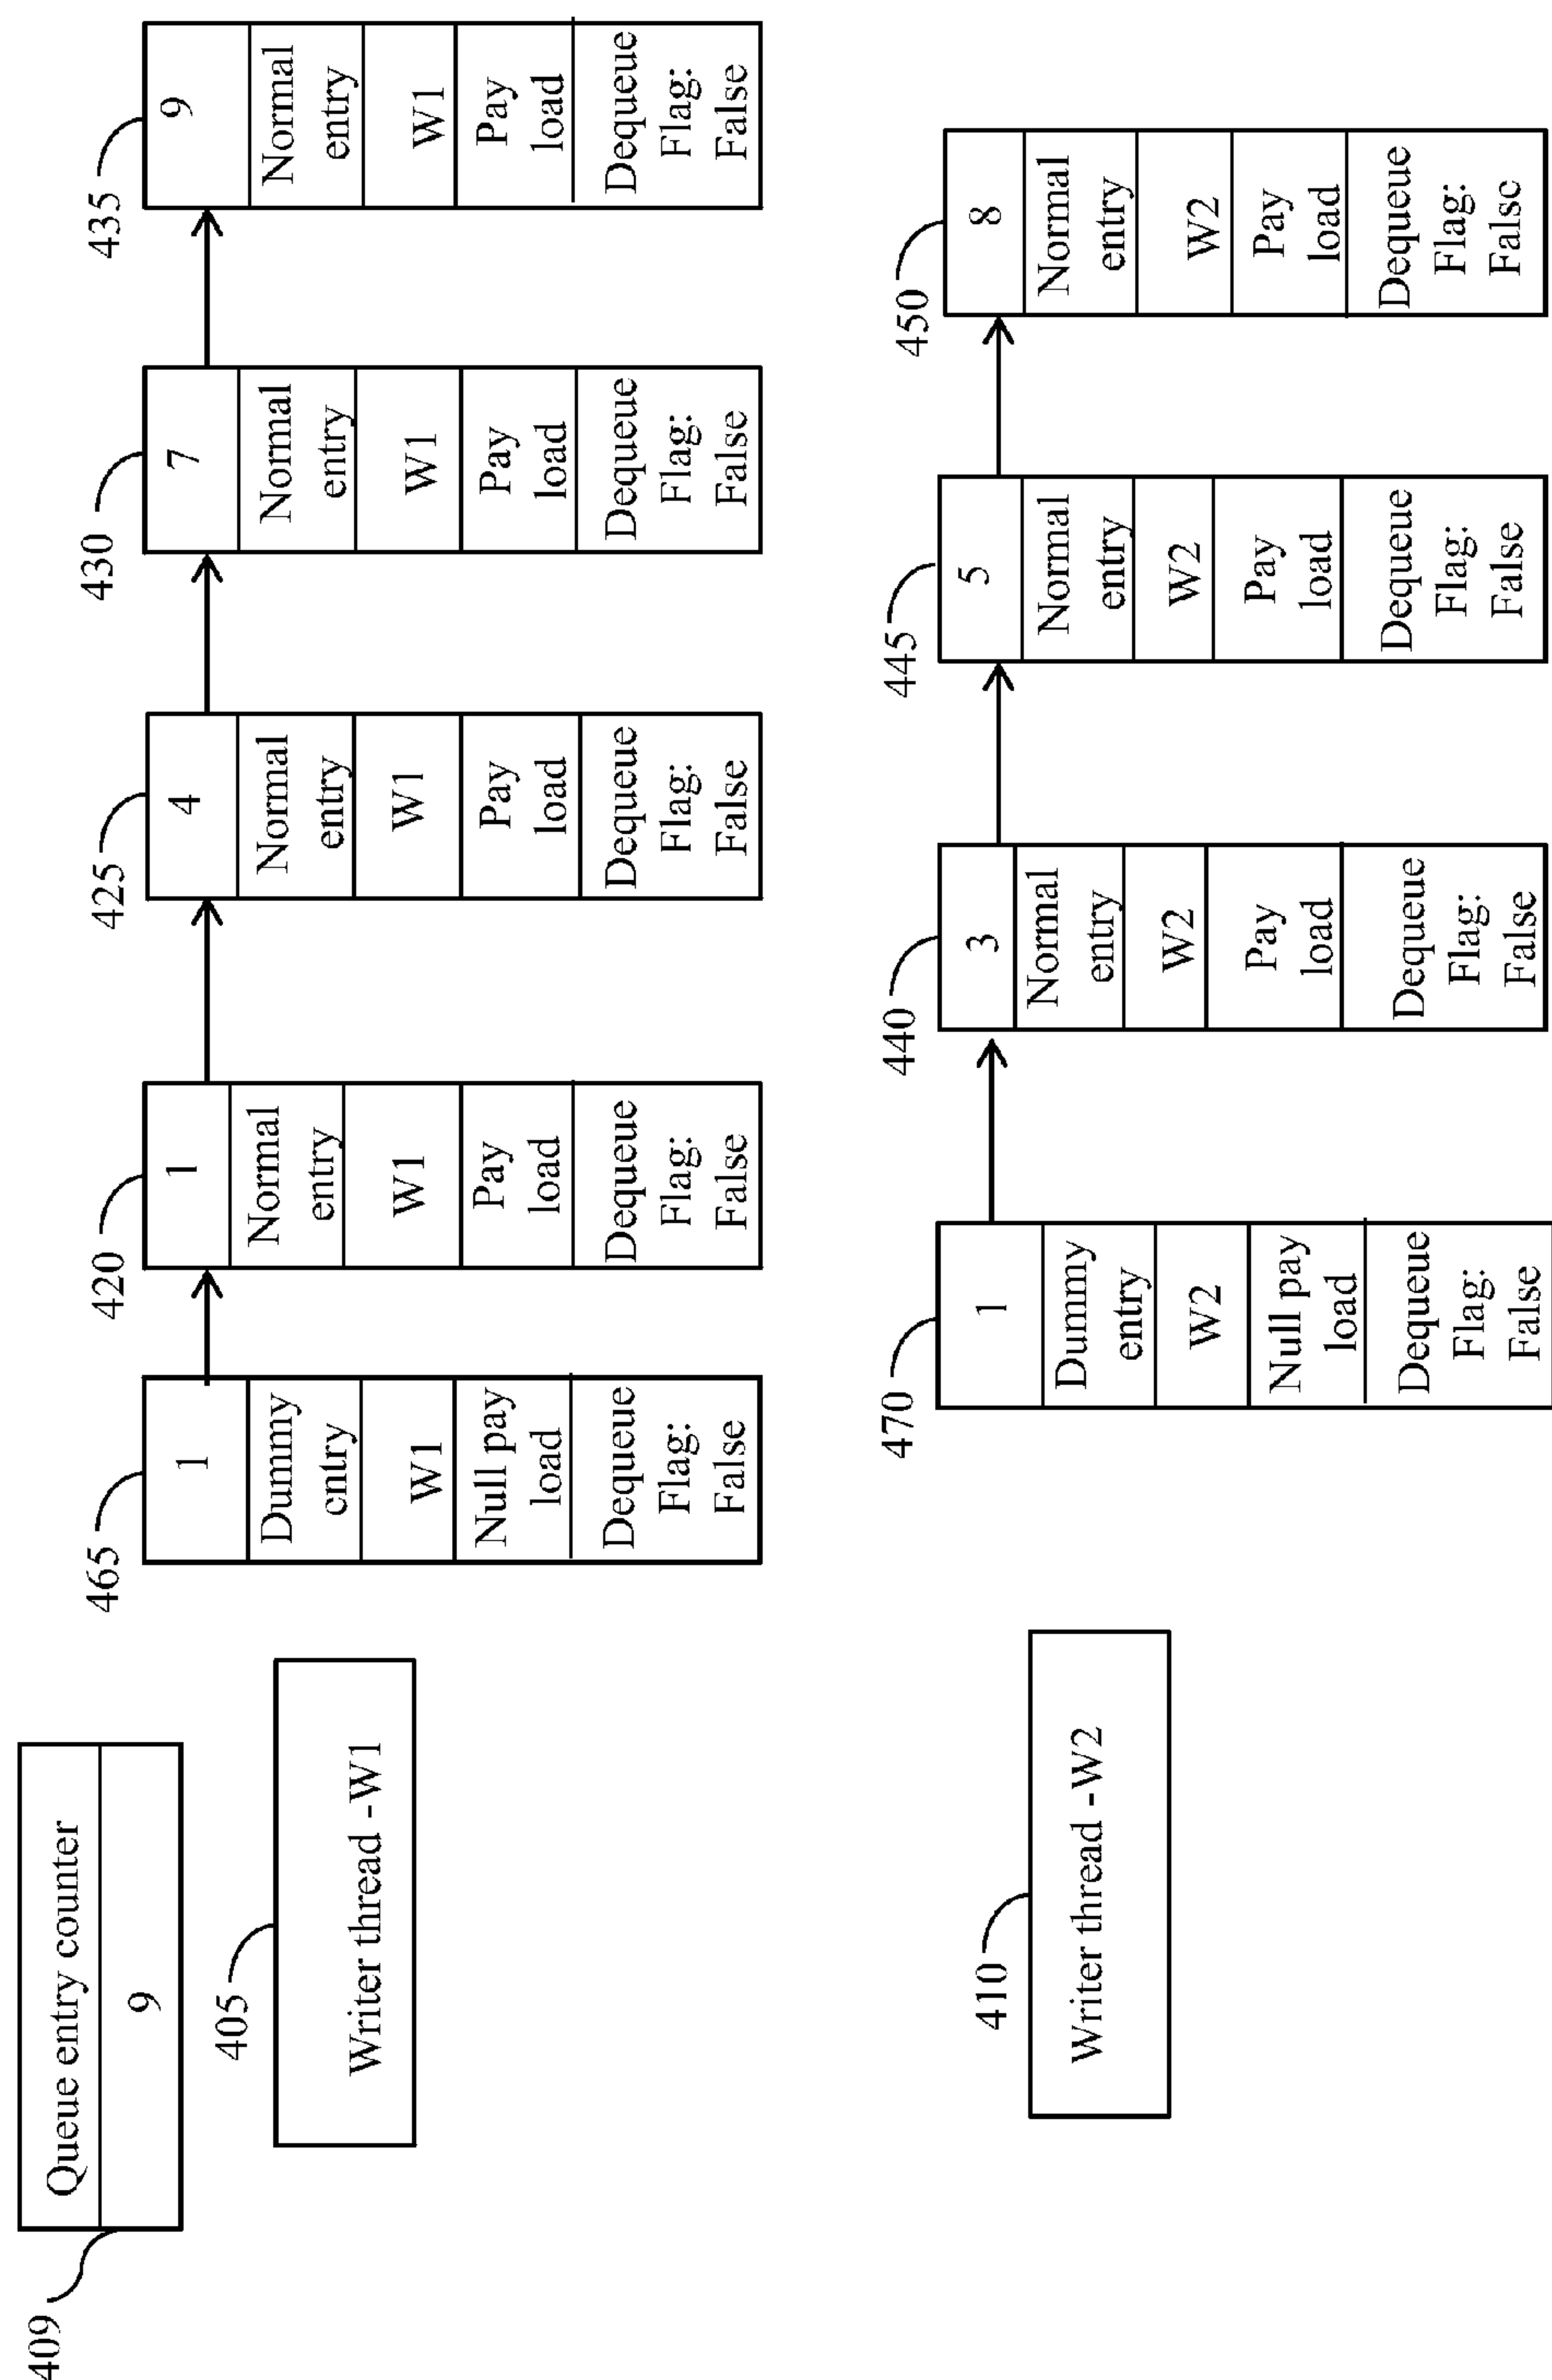 409
Queue entry counter
9
405
Writer thread -W1
465
1
Dummy
entry
W1
Null pay
load
Dequeue
Flag:
False
420
1
Normal
entry
W1
Pay
load
Dequeue
Flag:
False
425
4
Normal
entry
W1
Pay
load
Dequeue
Flag:
False
430
7
Normal
entry
W1
Pay
load
Dequeue
Flag:
False
435
9
Normal
entry
W1
Pay
load
Dequeue
Flag:
False
410
Writer thread -W2
470
1
Dummy
entry
W2
Null pay
load
Dequeue
Flag:
False
440
3
Normal
entry
W2
Pay
load
Dequeue
Flag:
False
445
5
Normal
entry
W2
Pay
load
Dequeue
Flag:
False
450
8
Normal
entry
W2
Pay
load
Dequeue
Flag:
False